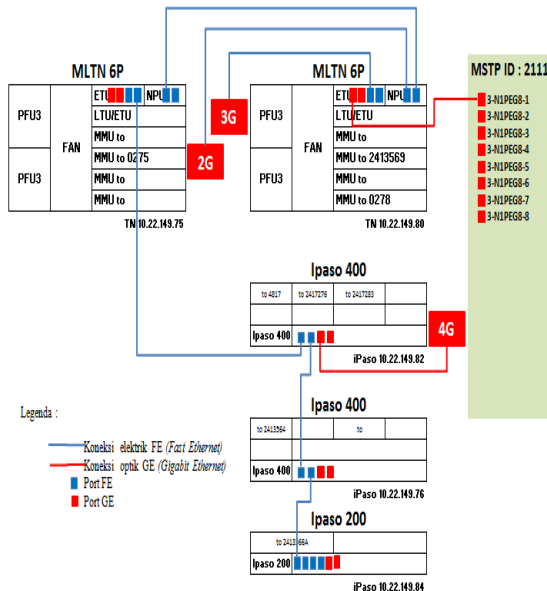 MLTN 6P
MLTN 6P
MSTP ID : 2111
PFU3
FAN
ETU
NPU
LTU/ETU
MMU to
MMU to 0275
PFU3
MMU to
MMU to
TN 10.22.149.75
3G
2G
PFU3
FAN
ETU
NPU
LTU/ETU
MMU to
MMU to 2413569
PFU3
MMU to
MMU to 0278
TN 10.22.149.80
3-N1PEG8-1
3-N1PEG8-2
3-N1PEG8-3
3-N1PEG8-4
3-N1PEG8-5
3-N1PEG8-6
3-N1PEG8-7
3-N1PEG8-8
Ipaso 400
to 4817
to 2417276
to 2417283
Ipaso 400
4G
iPaso 10.22.149.82
Ipaso 400
to 2413564
to
Ipaso 400
iPaso 10.22.149.76
Ipaso 200
Ipaso 200
iPaso 10.22.149.84
Legenda :
Koneksi elektrik FE (Fast Ethernet)
Koneksi optik GE (Gigabit Ethernet)
Port FE
Port GE